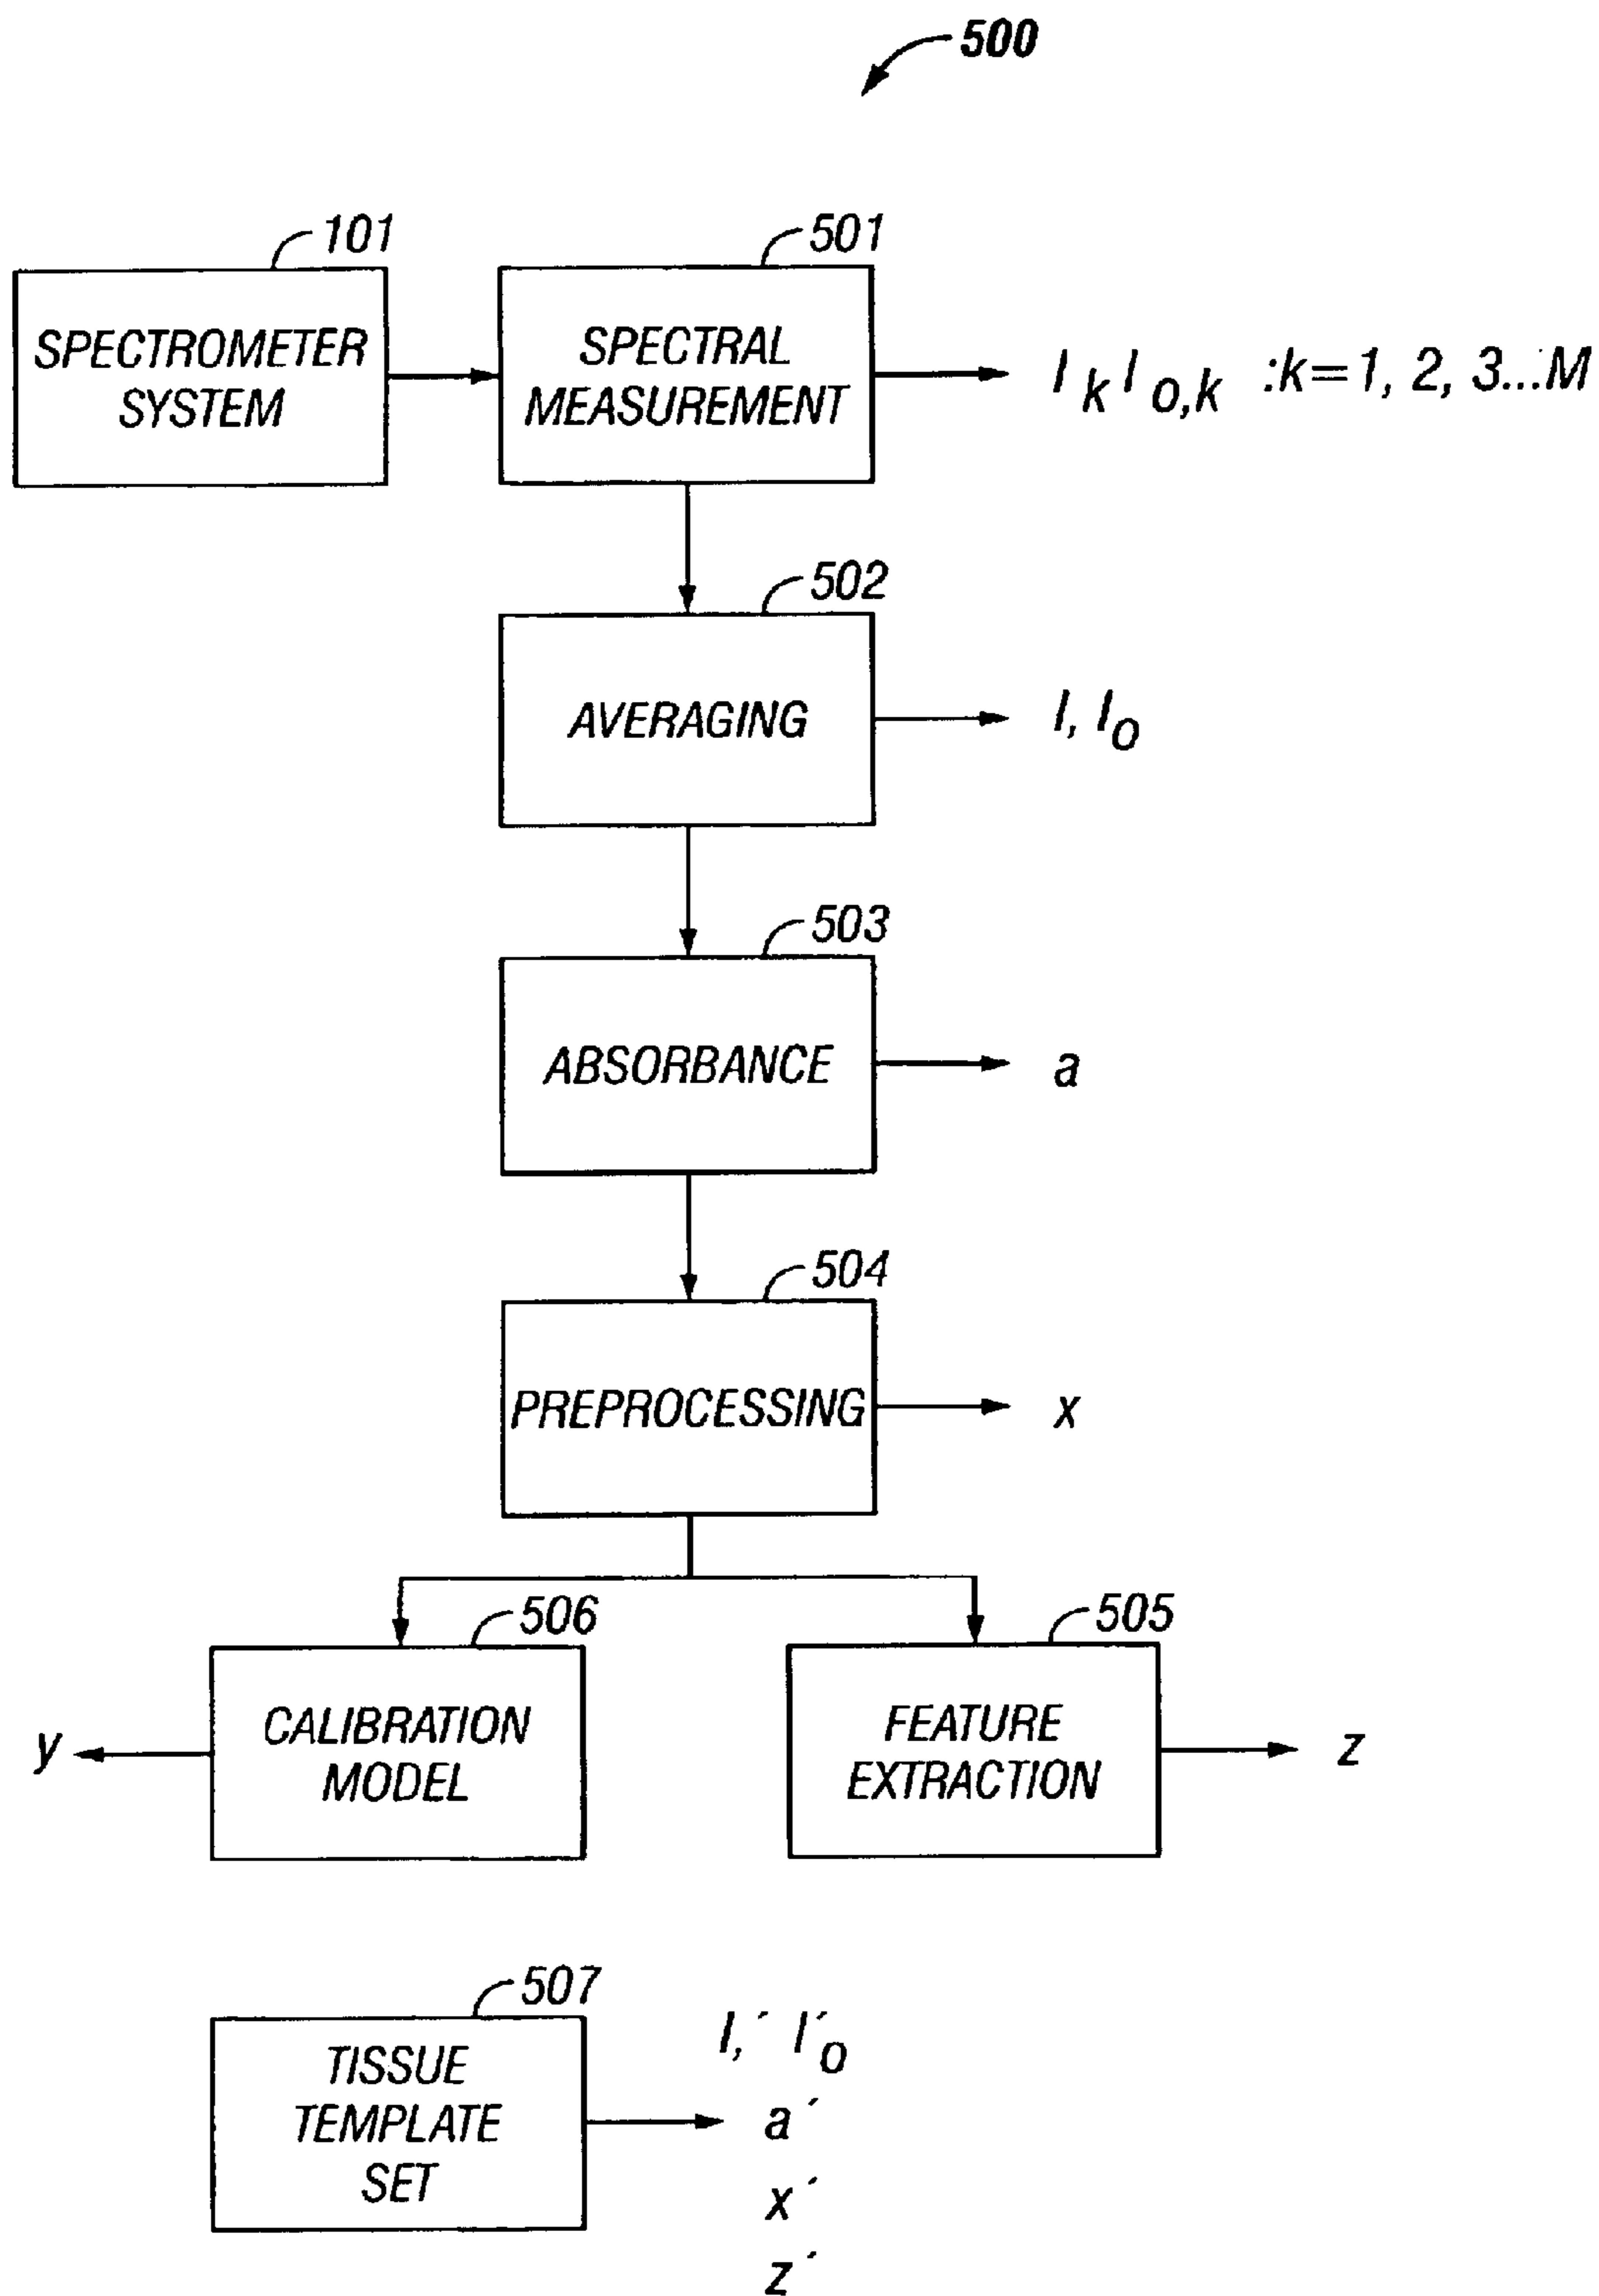 500
101
501
SPECTROMETER
SYSTEM
SPECTRAL
MEASUREMENT
I k I o,k :k=1, 2, 3...M
502
AVERAGING
I, I o
503
ABSORBANCE
a
504
PREPROCESSING
x
506
505
CALIBRATION
MODEL
y
FEATURE
EXTRACTION
z
507
TISSUE
TEMPLATE
SET
I,´ I´o
a´
x´
z´